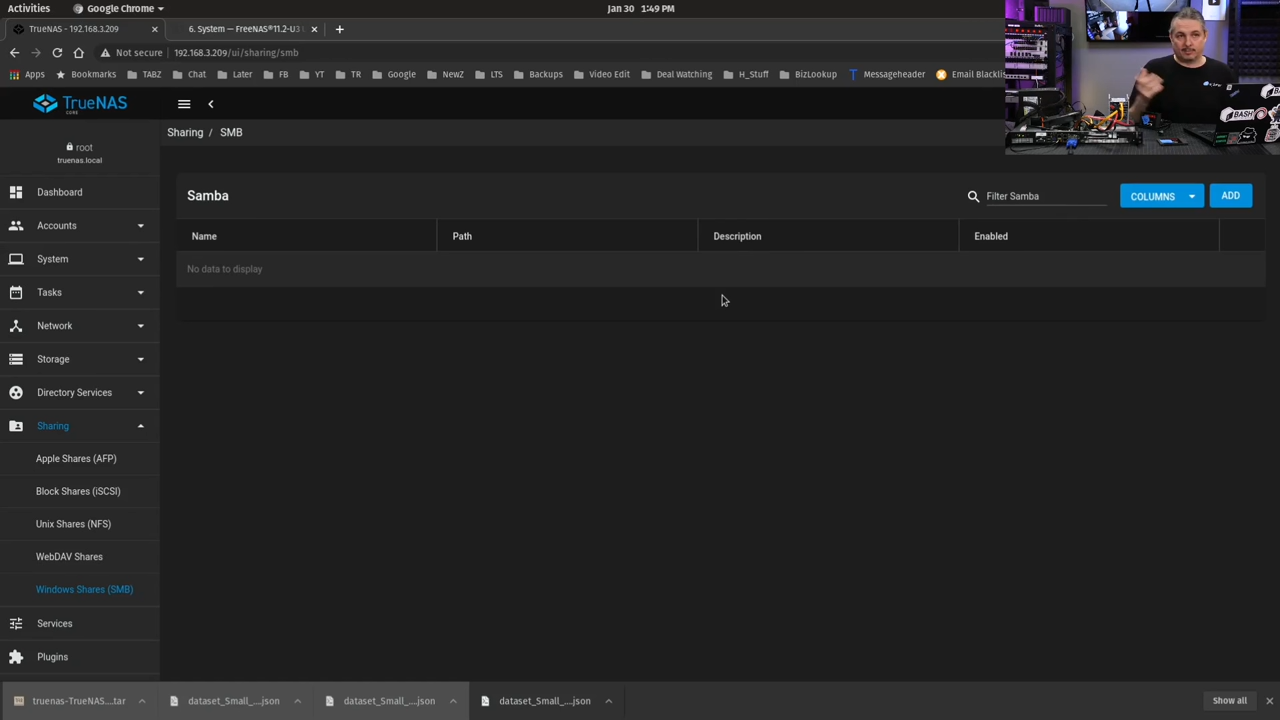 Activities
Google Chrome
Jan 30 1:49 PM
TrueNAS - 192.168.3.209
6. System — FreeNAS®11.2-U3
Not secure
192.168.3.209/ui/sharing/smb
Apps
Bookmarks
TABZ
Chat
Later
FB
YT
TR
Google
NewZ
LTS
Backups
Video Edit
Deal Watching
H_Stuff
BizLookup
Messageheader
Email Blacklis
TrueNAS
CORE
root
truenas.local
Dashboard
Accounts
System
Tasks
Network
Storage
Directory Services
Sharing
Apple Shares (AFP)
Block Shares (iSCSI)
Unix Shares (NFS)
WebDAV Shares
Windows Shares (SMB)
Services
Plugins
Sharing / SMB
Samba
Filter Samba
COLUMNS
ADD
Name
Path
Description
Enabled
No data to display
BASH
BASH
truenas-TrueNAS....tar
dataset_Small_....json
dataset_Small_....json
dataset_Small_....json
Show all